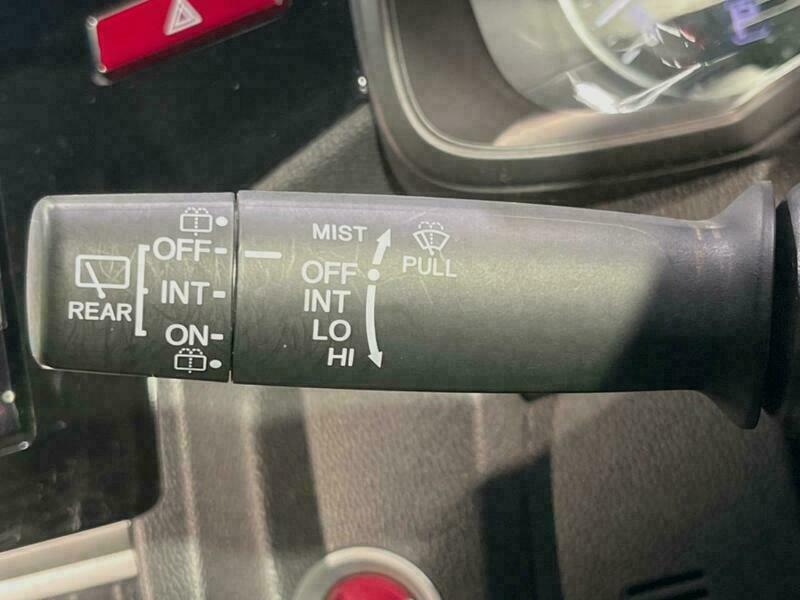 REAR
OFF
INT
ON
MIST
OFF
INT
LO
HI
PULL